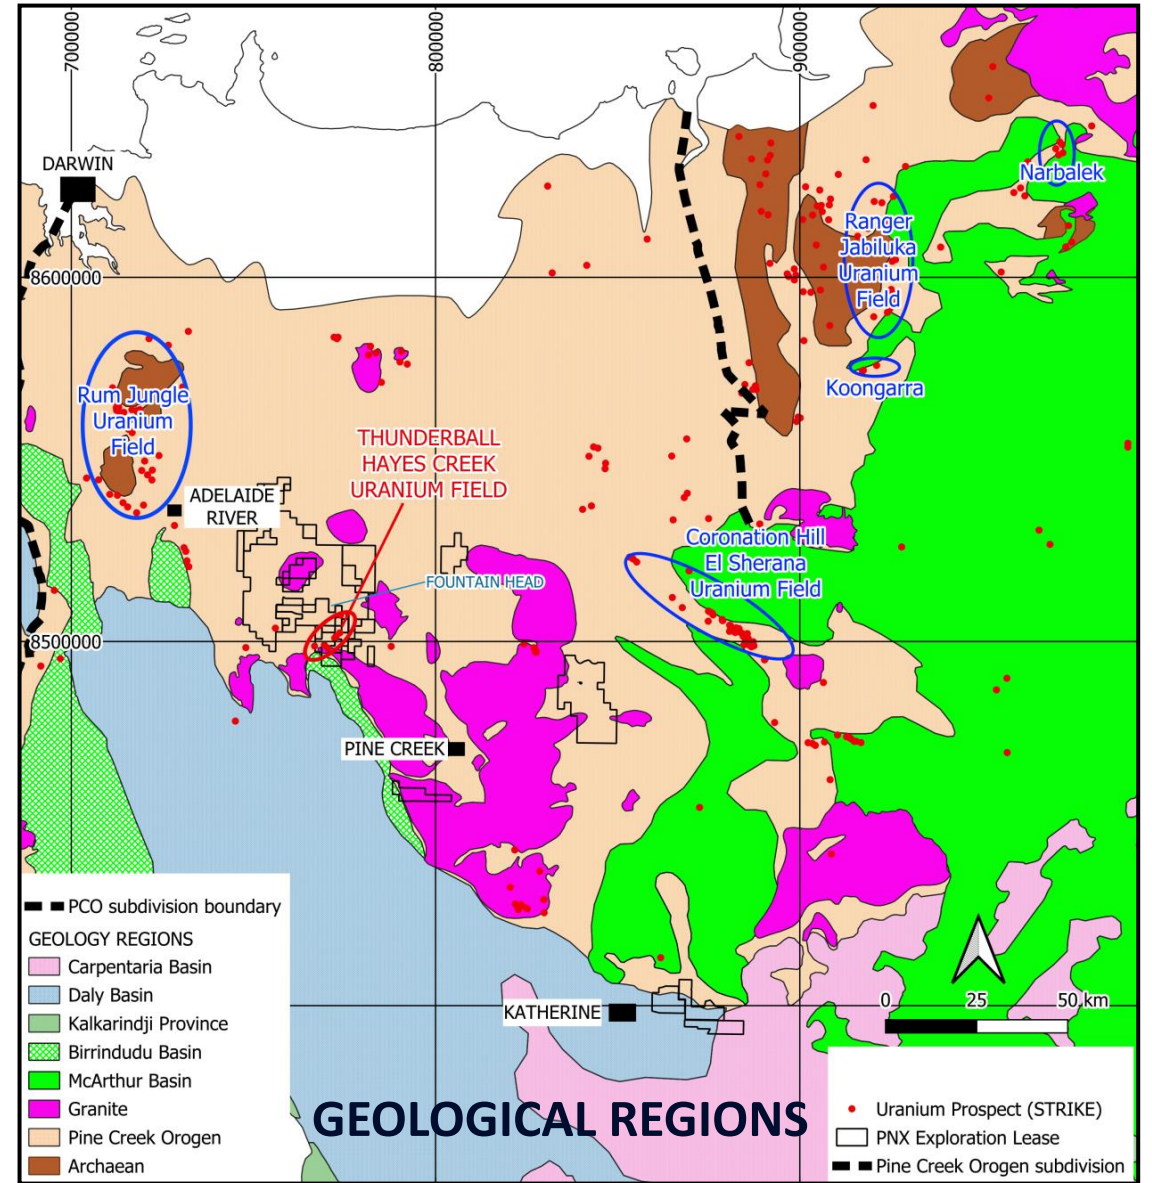 700000
800000
900000
DARWIN
Narbalek
Ranger
Jabiluka
Uranium
Field
8600000
Koongarra
Rum Jungle
Uranium
Field
THUNDERBALL
HAYES CREEK
URANIUM FIELD
ADELAIDE
RIVER
Coronation Hill
El Sherana
Uranium Field
FOUNTAIN HEAD
8500000
PINE CREEK
KATHERINE
0 25 50 km
PCO subdivision boundary
GEOLOGY REGIONS
Carpentaria Basin
Daly Basin
Kalkarindji Province
Birrindudu Basin
McArthur Basin
Granite
Pine Creek Orogen
Archaean
GEOLOGICAL REGIONS
Uranium Prospect (STRIKE)
PNX Exploration Lease
Pine Creek Orogen subdivision